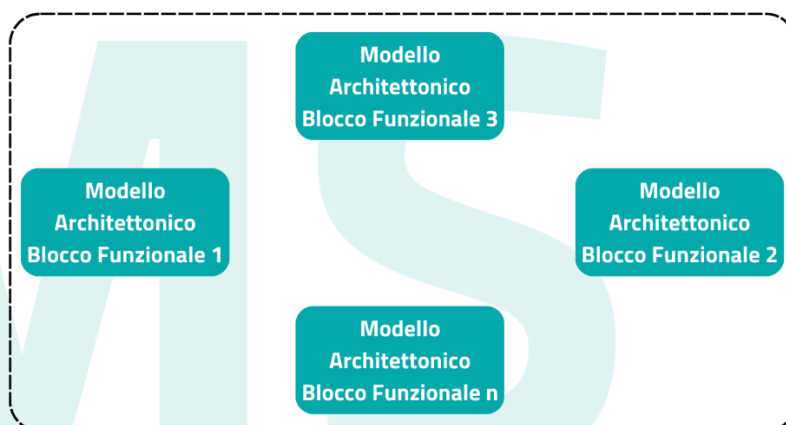 Modello
Architettonico
Blocco Funzionale 3
Modello
Architettonico
Blocco Funzionale 1
Modello
Architettonico
Blocco Funzionale 2
Modello
Architettonico
Blocco Funzionale n